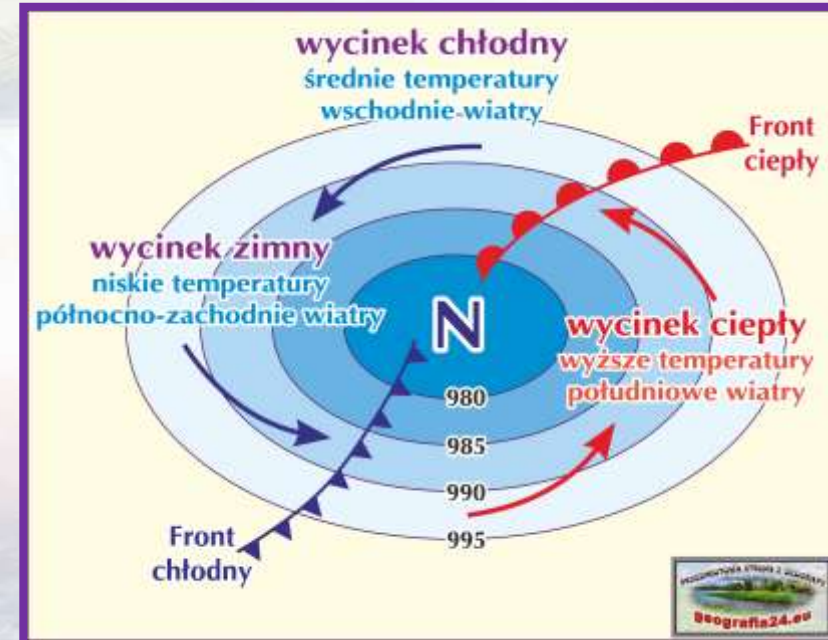 wycinek chłodny
średnie temperatury
wschodnie-wiatry
Front
ciepły
wycinek zimny
niskie temperatury
północno-zachodnie wiatry
N
wycinek ciepły
wyższe temperatury
południowe wiatry
980
985
990
995
Front
chłodny
geografia24.eu